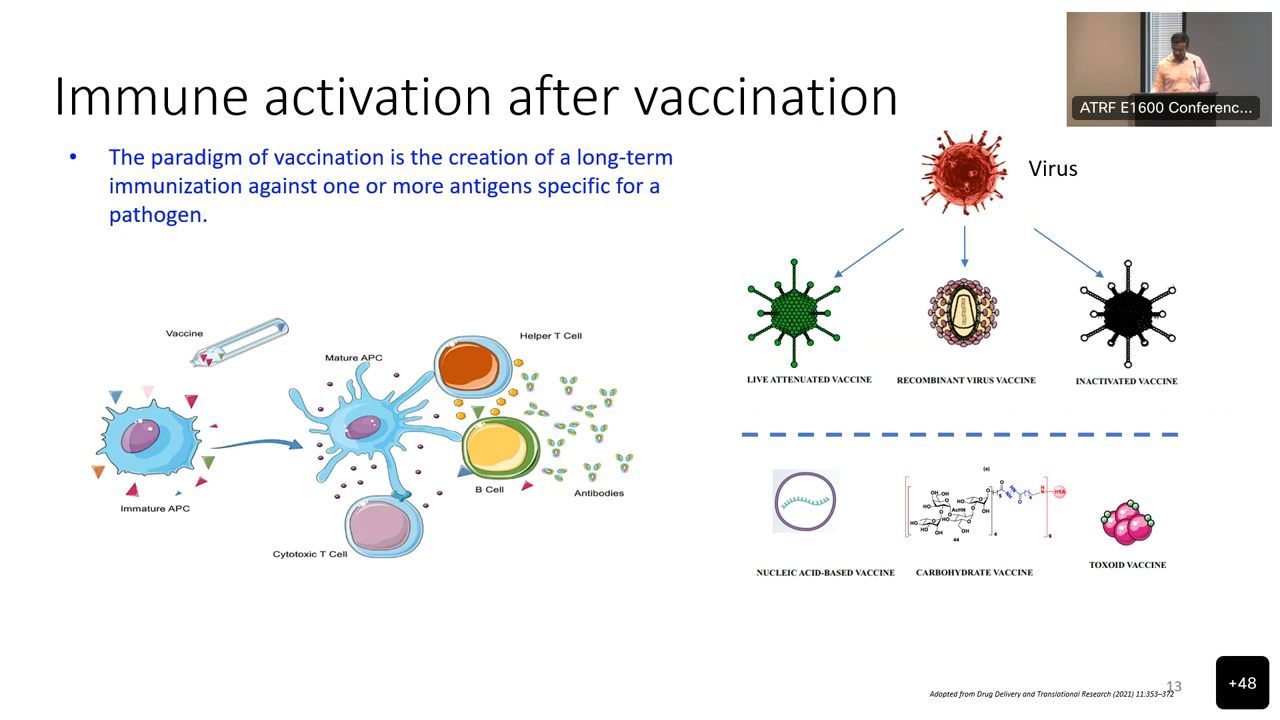 ATRF E1600 Conferenc...
Immune activation after vaccination
• The paradigm of vaccination is the creation of a long-term
immunization against one or more antigens specific for a
pathogen.
Virus
Vaccine
Mature APC
Helper T Cell
Immature APC
B Cell
Antibodies
Cytotoxic T Cell
LIVE ATTENUATED VACCINE
RECOMBINANT VIRUS VACCINE
INACTIVATED VACCINE
(a)
AcHN
HSA
44
NUCLEIC ACID-BASED VACCINE
CARBOHYDRATE VACCINE
TOXOID VACCINE
Adapted from Drug Delivery and Translational Research (2021) 11:353–372
13
+48